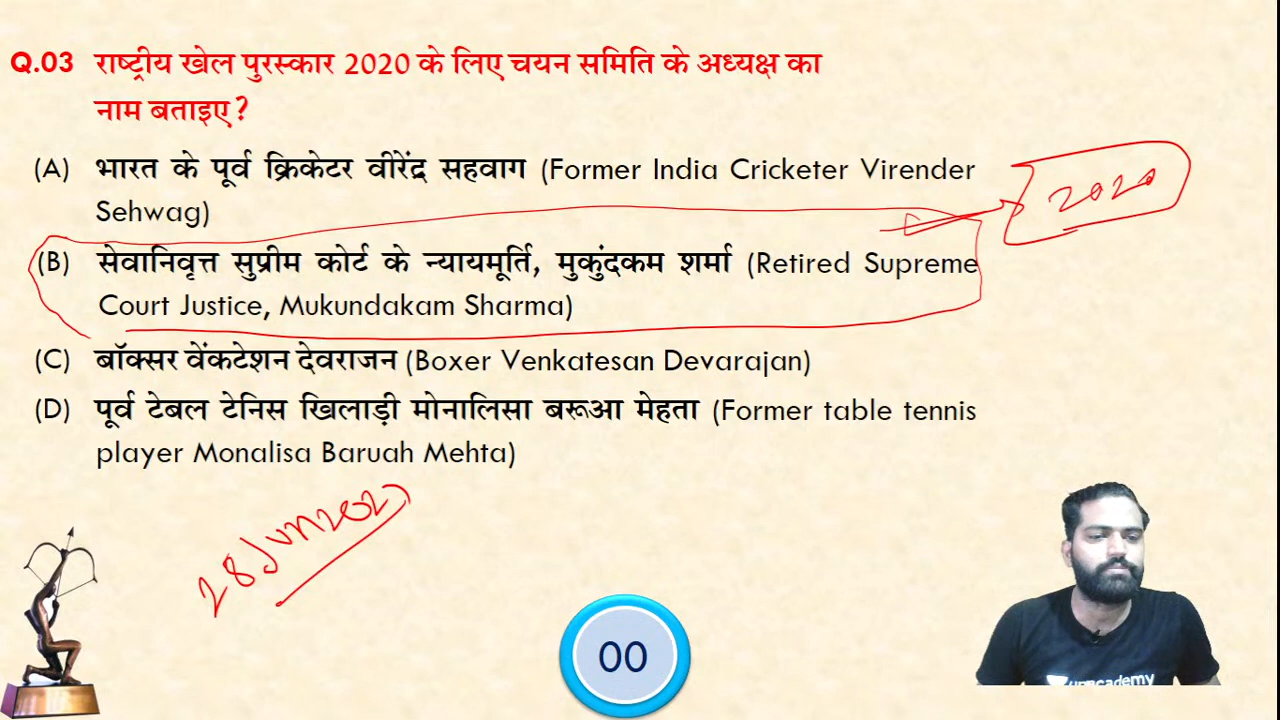 Q.03 राष्ट्रीय खेल पुरस्कार 2020 के लिए चयन समिति के अध्यक्ष का
नाम बताइए?
(A) भारत के पूर्व क्रिकेटर वीरेंद्र सहवाग (Former India Cricketer Virender
Sehwag)
2020
(B) सेवानिवृत्त सुप्रीम कोर्ट के न्यायमूर्ति, मुकुंदकम शर्मा (Retired Supreme
Court Justice, Mukundakam Sharma)
(C) बॉक्सर वेंकटेशन देवराजन (Boxer Venkatesan Devarajan)
(D) पूर्व टेबल टेनिस खिलाड़ी मोनालिसा बरूआ मेहता (Former table tennis
player Monalisa Baruah Mehta)
28 Jun
00